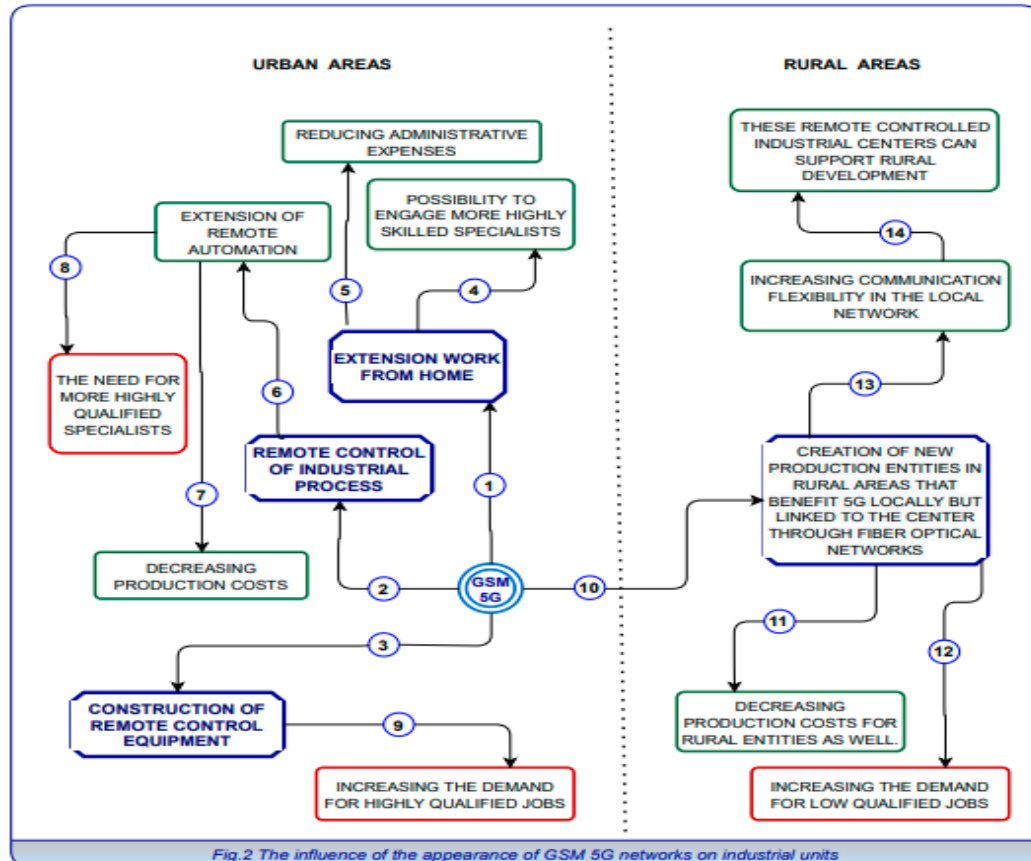 URBAN AREAS
RURAL AREAS
REDUCING ADMINISTRATIVE
EXPENSES
THESE REMOTE CONTROLLED
INDUSTRIAL CENTERS CAN
SUPPORT RURAL
DEVELOPMENT
POSSIBILITY TO
ENGAGE MORE HIGHLY
SKILLED SPECIALISTS
EXTENSION OF
REMOTE
AUTOMATION
14
8
5
4
INCREASING COMMUNICATION
FLEXIBILITY IN THE LOCAL
NETWORK
EXTENSION WORK
FROM HOME
THE NEED FOR
MORE HIGHLY
QUALIFIED
SPECIALISTS
6
13
REMOTE CONTROL
OF INDUSTRIAL
PROCESS
CREATION OF NEW
PRODUCTION ENTITIES IN
RURAL AREAS THAT
BENEFIT 5G LOCALLY BUT
LINKED TO THE CENTER
THROUGH FIBER OPTICAL
NETWORKS
7
1
DECREASING
PRODUCTION COSTS
2
GSM
5G
10
11
3
12
CONSTRUCTION OF
REMOTE CONTROL
EQUIPMENT
9
DECREASING
PRODUCTION COSTS FOR
RURAL ENTITIES AS WELL.
INCREASING THE DEMAND
FOR HIGHLY QUALIFIED JOBS
INCREASING THE DEMAND
FOR LOW QUALIFIED JOBS
Fig.2 The influence of the appearance of GSM 5G networks on industrial units